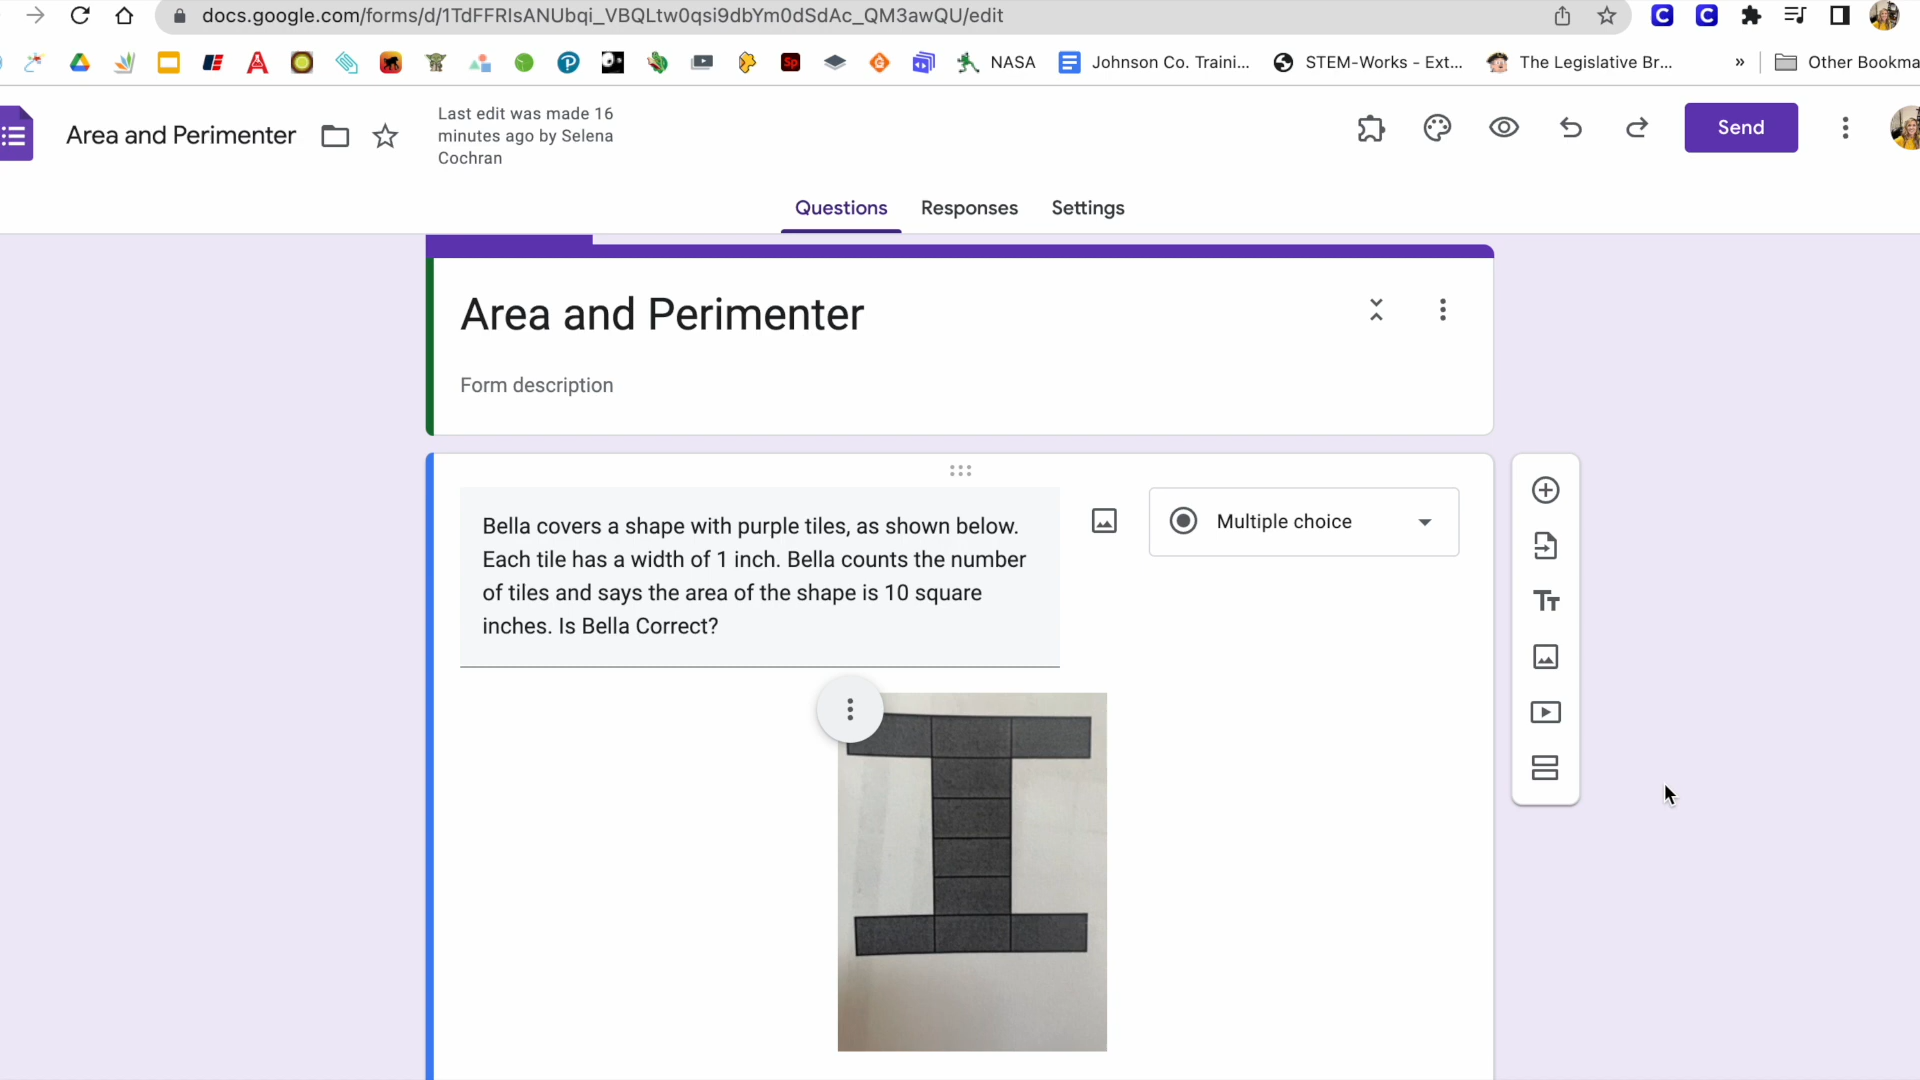 docs.google.com/forms/d/1TdFFRIsANUbqi_VBQLtw0qsi9dbYm0dSdAc_QM3awQU/edit
NASA
Johnson Co. Traini...
STEM-Works - Ext...
The Legislative Br...
»
Other Bookma
Area and Perimenter
Last edit was made 16
minutes ago by Selena
Cochran
Send
Questions
Responses
Settings
Area and Perimenter
Form description
Bella covers a shape with purple tiles, as shown below.
Each tile has a width of 1 inch. Bella counts the number
of tiles and says the area of the shape is 10 square
inches. Is Bella Correct?
Multiple choice